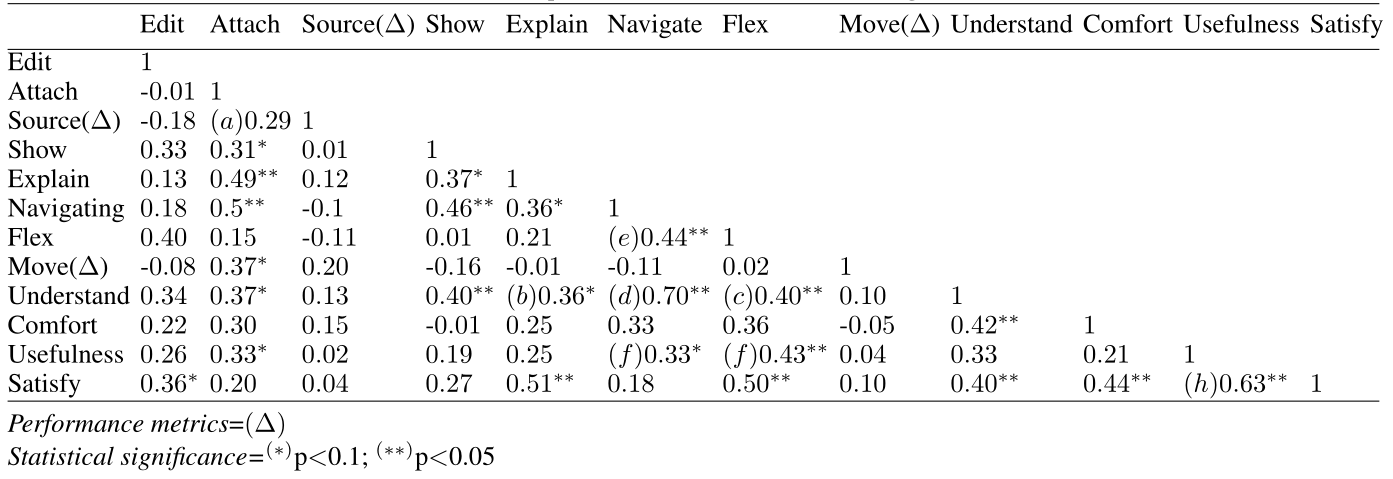 Edit Attach Source(Δ) Show Explain Navigate Flex Move(Δ) Understand Comfort Usefulness Satisfy
Edit 1
Attach -0.01 1
Source(Δ) -0.18 (a)0.29 1
Show 0.33 0.31* 0.01 1
Explain 0.13 0.49** 0.12 0.37* 1
Navigating 0.18 0.5** -0.1 0.46** 0.36* 1
Flex 0.40 0.15 -0.11 0.01 0.21 (e)0.44** 1
Move(Δ) -0.08 0.37* 0.20 -0.16 -0.01 -0.11 0.02 1
Understand 0.34 0.37* 0.13 0.40** (b)0.36* (d)0.70** (c)0.40** 0.10 1
Comfort 0.22 0.30 0.15 -0.01 0.25 0.33 0.36 -0.05 0.42** 1
Usefulness 0.26 0.33* 0.02 0.19 0.25 (f)0.33* (f)0.43** 0.04 0.33 0.21 1
Satisfy 0.36* 0.20 0.04 0.27 0.51** 0.18 0.50** 0.10 0.40** 0.44** (h)0.63** 1
Performance metrics=(Δ)
Statistical significance=(*)p<0.1; (**)p<0.05